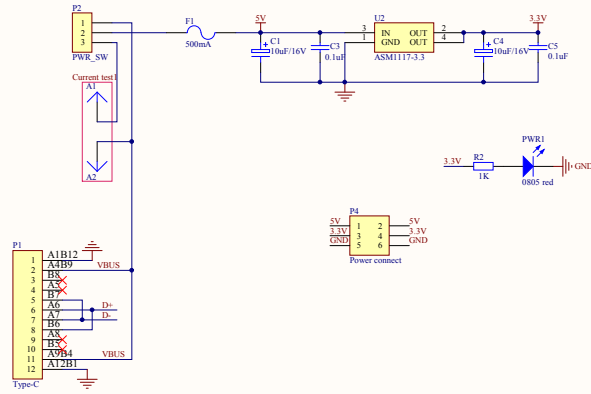 P2
1
2
3
PWR_SW
F1
500mA
5V
C1
10uF/16V
C3
0.1uF
U2
3 IN OUT 2
1 GND OUT 4
ASM1117-3.3
3.3V
C4
10uF/16V
C5
0.1uF
Current test1
A1
A2
3.3V
R2
1K
PWR1
0805 red
GND
P4
5V 1 2 5V
3.3V 3 4 3.3V
GND 5 6 GND
Power connect
P1
1 A1B12
2 A4B9 VBUS
3 B8
4 A5
5 B7
6 A6 D+
7 A7 D-
8 B6
9 A8
10 B5
11 A9B4 VBUS
12 A12B1
Type-C